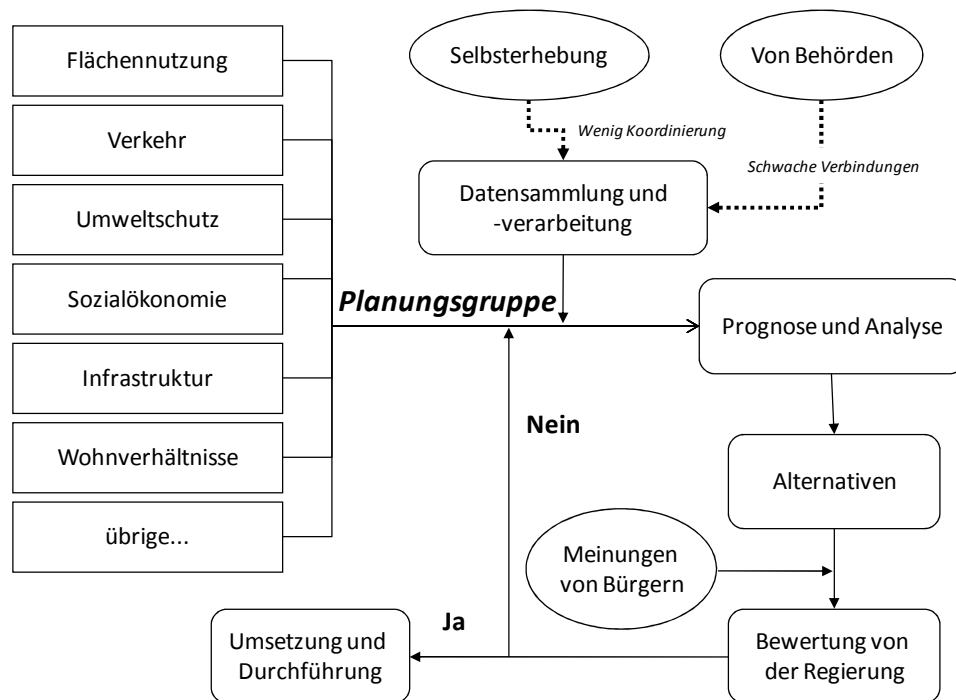 Flächennutzung
Verkehr
Umweltschutz
Sozialökonomie
Infrastruktur
Wohnverhältnisse
übrige...
Selbsterhebung
Von Behörden
Wenig Koordinierung
Schwache Verbindungen
Datensammlung und
-verarbeitung
Planungsgruppe
Prognose und Analyse
Nein
Alternativen
Meinungen
von Bürgern
Ja
Umsetzung und
Durchführung
Bewertung von
der Regierung